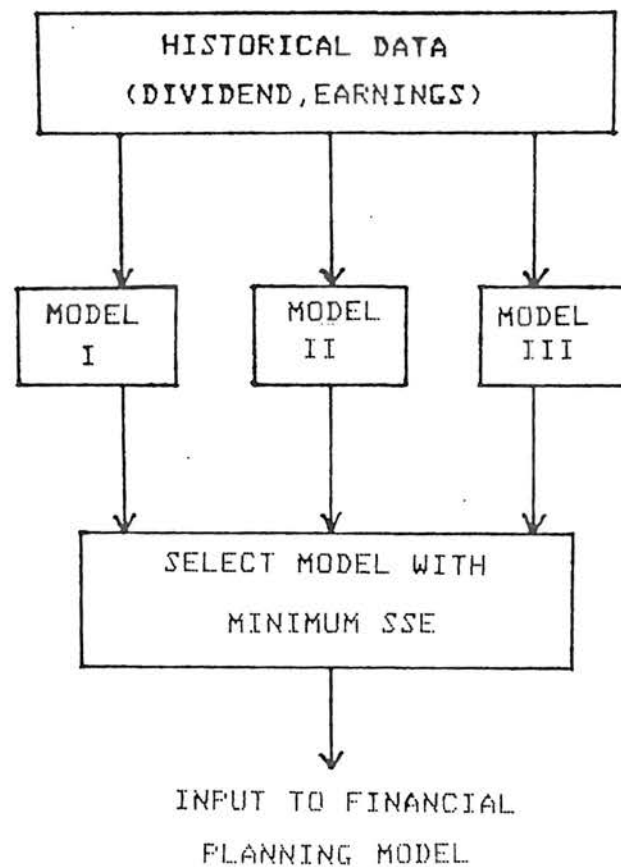 HISTORICAL DATA
(DIVIDEND,EARNINGS)
MODEL
I
MODEL
II
MODEL
III
SELECT MODEL WITH
MINIMUM SSE
INPUT TO FINANCIAL
PLANNING MODEL